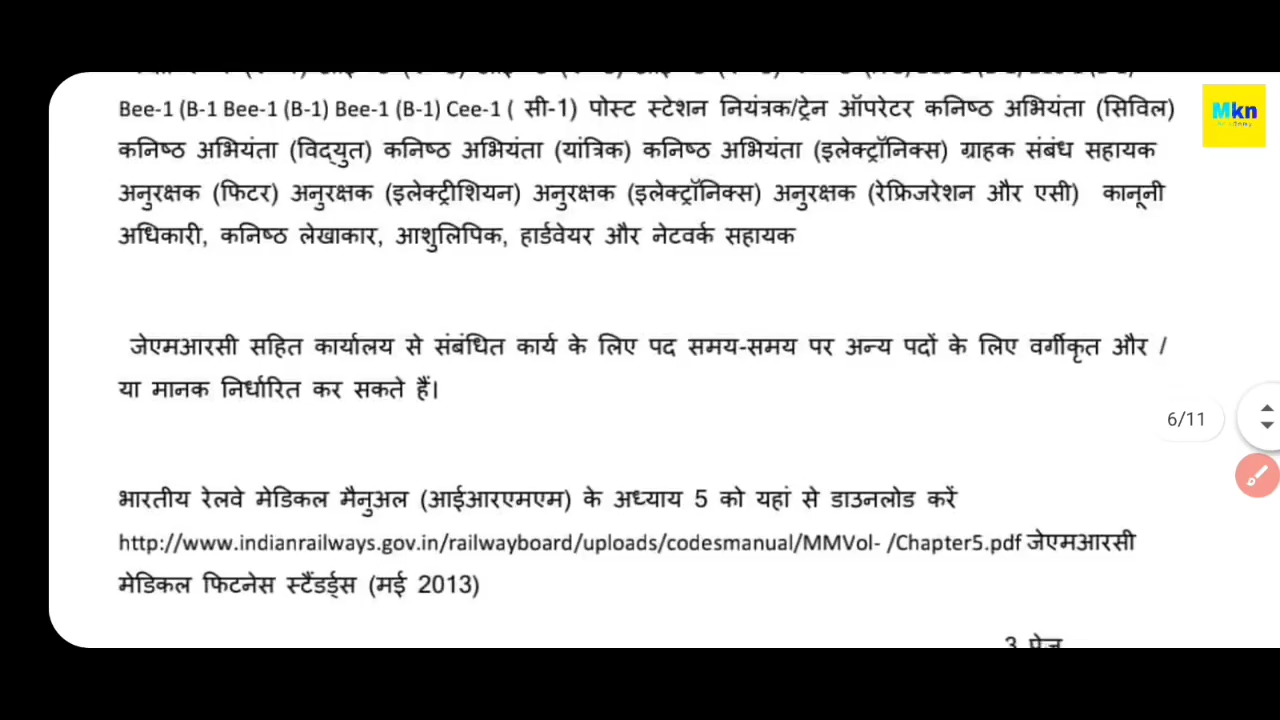 Bee-1 (B-1 Bee-1 (B-1) Bee-1 (B-1) Cee-1 ( सी-1) पोस्ट स्टेशन नियंत्रक/ट्रेन ऑपरेटर कनिष्ठ अभियंता (सिविल)
कनिष्ठ अभियंता (विद्युत) कनिष्ठ अभियंता (यांत्रिक) कनिष्ठ अभियंता (इलेक्ट्रॉनिक्स) ग्राहक संबंध सहायक
अनुरक्षक (फिटर) अनुरक्षक (इलेक्ट्रीशियन) अनुरक्षक (इलेक्ट्रॉनिक्स) अनुरक्षक (रेफ्रिजरेशन और एसी) कानूनी
अधिकारी, कनिष्ठ लेखाकार, आशुलिपिक, हार्डवेयर और नेटवर्क सहायक
जेएमआरसी सहित कार्यालय से संबंधित कार्य के लिए पद समय-समय पर अन्य पदों के लिए वर्गीकृत और /
या मानक निर्धारित कर सकते हैं।
भारतीय रेलवे मेडिकल मैनुअल (आईआरएमएम) के अध्याय 5 को यहां से डाउनलोड करें
http://www.indianrailways.gov.in/railwayboard/uploads/codesmanual/MMVol- /Chapter5.pdf जेएमआरसी
मेडिकल फिटनेस स्टैंडर्ड्स (मई 2013)
3 पेज
Mkn
Academy
6/11